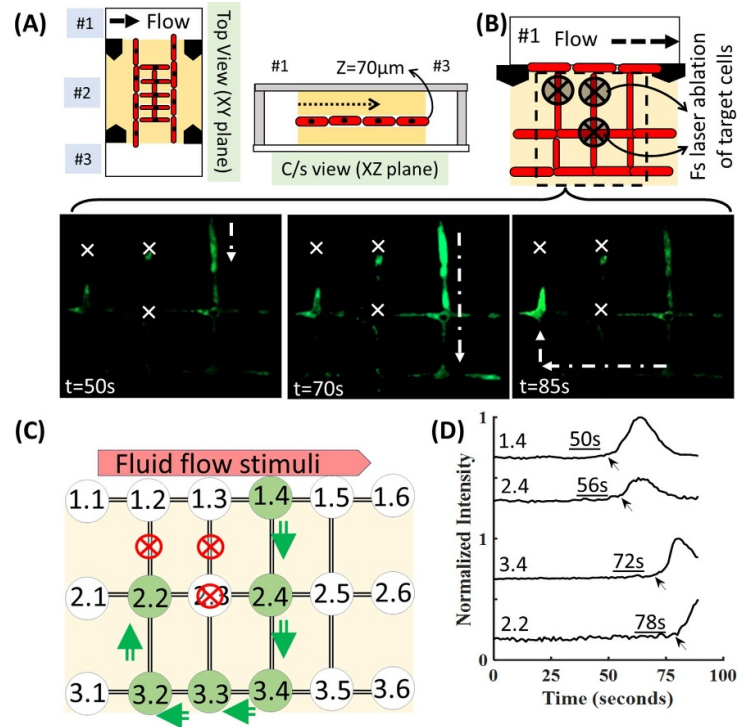 (A)
#1
Flow
#2
#3
Top View (XY plane)
#1
Z=70μm
#3
C/s view (XZ plane)
(B)
#1
Flow
Fs laser ablation
of target cells
t=50s
t=70s
t=85s
(C)
Fluid flow stimuli
1.1 1.2 1.3 1.4 1.5 1.6
2.1 2.2 2.3 2.4 2.5 2.6
3.1 3.2 3.3 3.4 3.5 3.6
(D)
Normalized Intensity
1
1.4 50s
2.4 56s
1
3.4 72s
2.2 78s
1
0 25 50 75 100
Time (seconds)